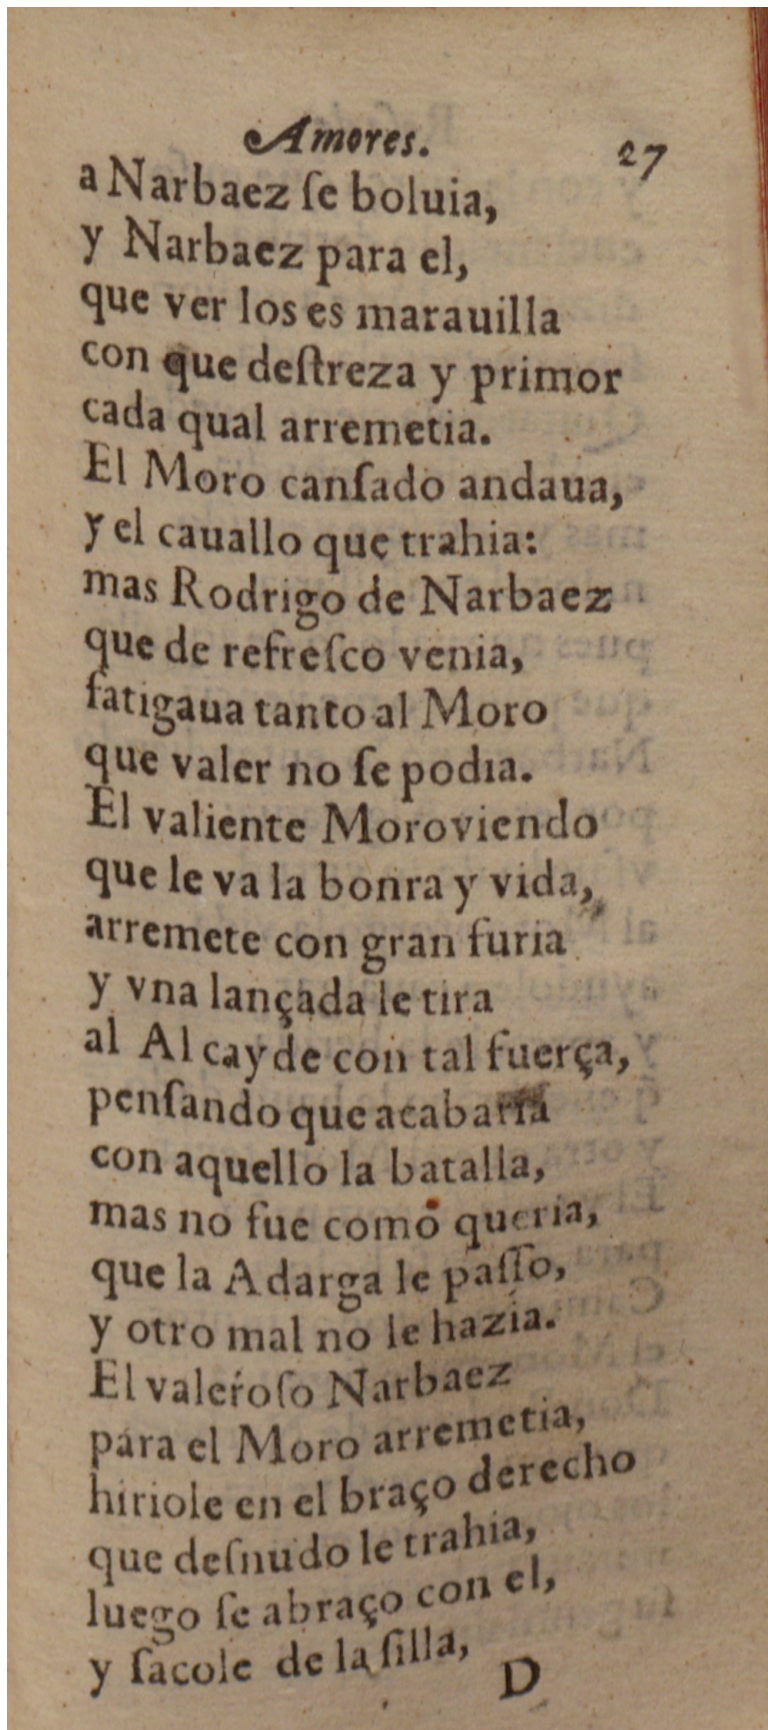 Amores. 27
a Narbaez ſe boluia,
y Narbaez para el,
que ver los es marauilla
con que deſtreza y primor
cada qual arremetia.
El Moro canſado andaua,
y el cauallo que trahia:
mas Rodrigo de Narbaez
que de refreſco venia,
fatigaua tanto al Moro
que valer no ſe podia.
El valiente Moro viendo
que le va la bonra y vida,
arremete con gran furia
y vna lançada le tira
al Alcayde con tal fuerça,
penſando que acabaria
con aquello la batalla,
mas no fue como queria,
que la Adarga le paſſo,
y otro mal no le hazia.
El valeroſo Narbaez
para el Moro arremetia,
hiriole en el braço derecho
que deſnudo le trahia,
luego ſe abraço con el,
y ſacole de la ſilla,
D